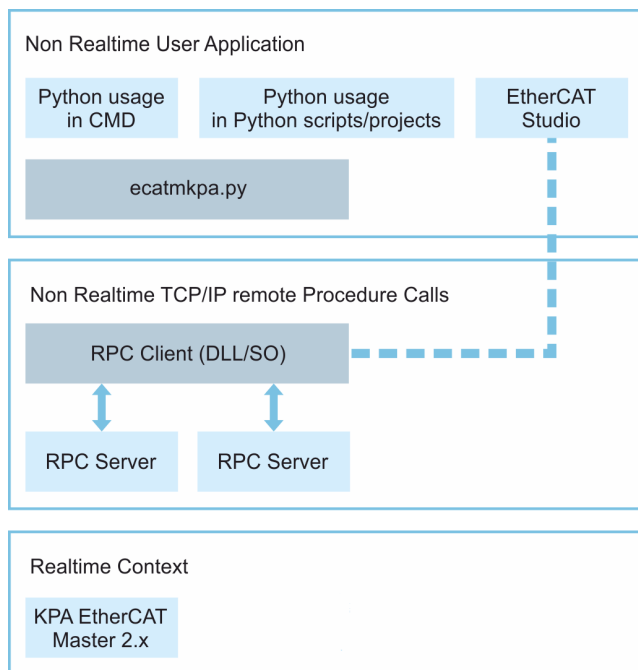 Non Realtime User Application
Python usage
in CMD
Python usage
in Python scripts/projects
EtherCAT
Studio
ecatmkpa.py
Non Realtime TCP/IP remote Procedure Calls
RPC Client (DLL/SO)
RPC Server
RPC Server
Realtime Context
KPA EtherCAT
Master 2.x